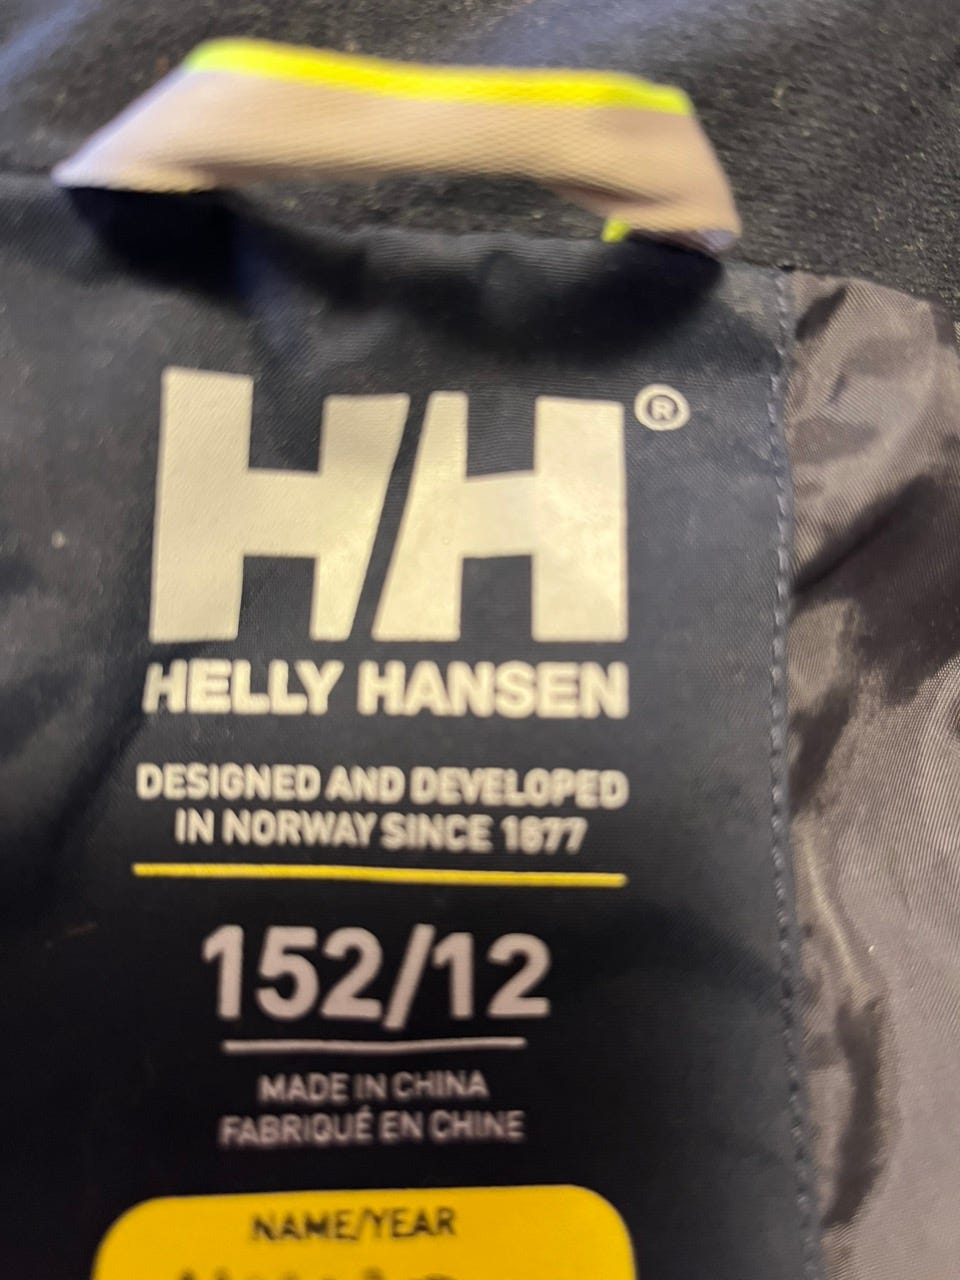 HH®
HELLY HANSEN
DESIGNED AND DEVELOPED
IN NORWAY SINCE 1877
152/12
MADE IN CHINA
FABRIQUÉ EN CHINE
NAME/YEAR